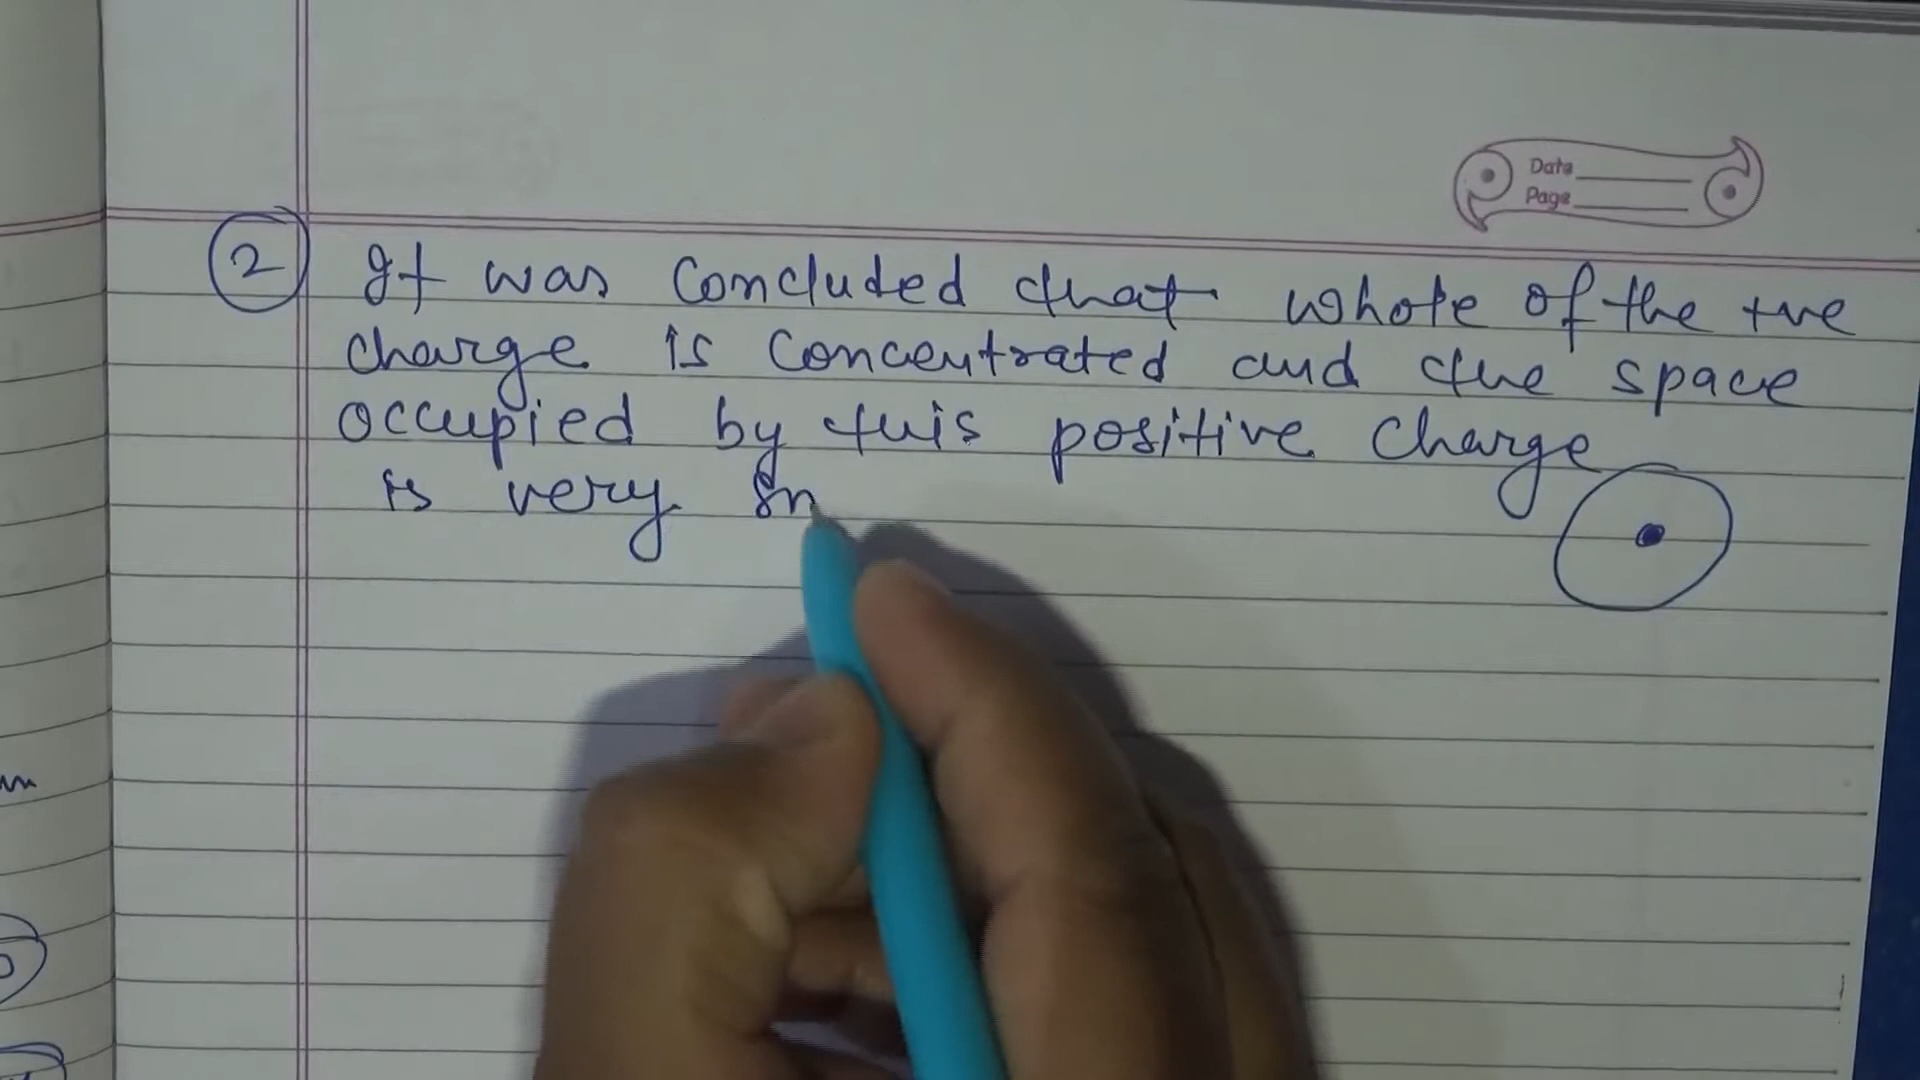 Date
Page
2 It was concluded that whole of the +ve
charge is concentrated and the space
occupied by this positive charge
is very sm